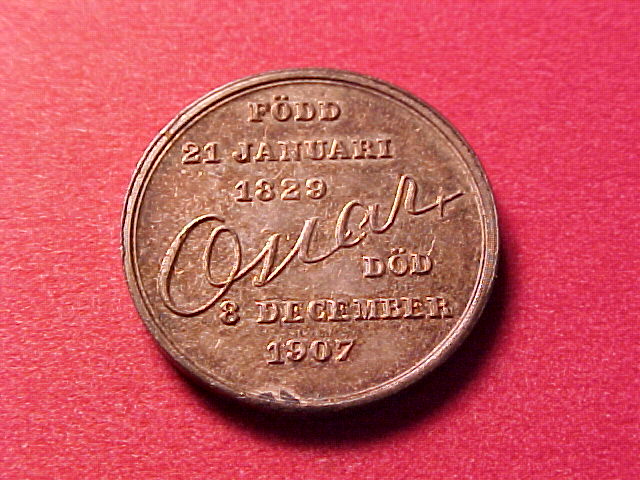 FÖDD
21 JANUARI
1829
Oscar
DÖD
8 DECEMBER
1907